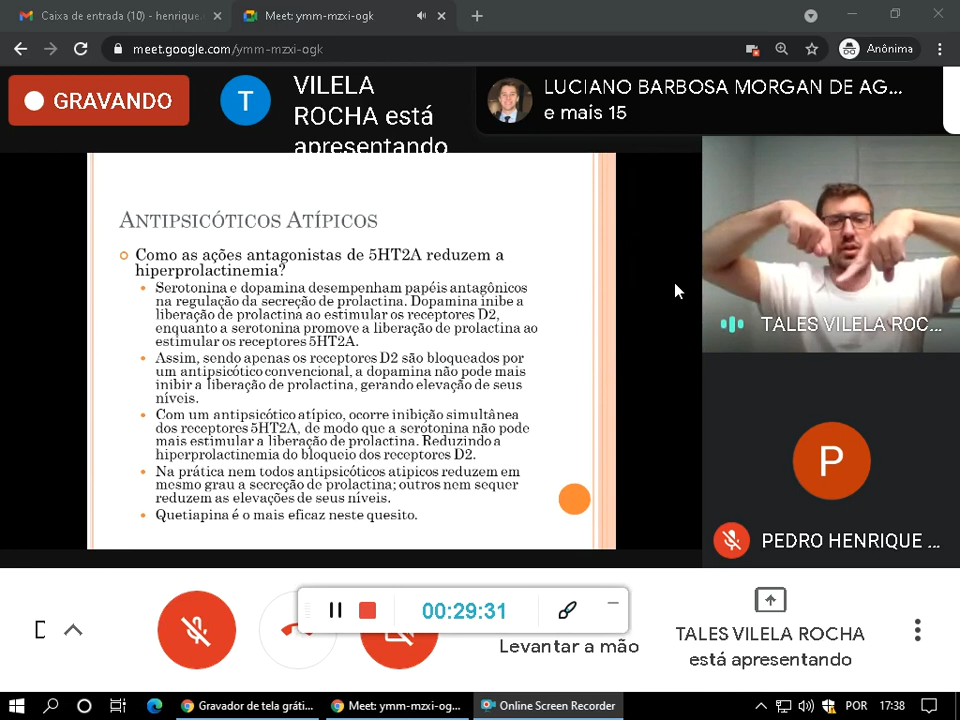 Caixa de entrada (10) - henrique.
Meet: ymm-mzxi-ogk
meet.google.com/ymm-mzxi-ogk
Anônima
GRAVANDO
T
VILELA
ROCHA está
apresentando
LUCIANO BARBOSA MORGAN DE AG...
e mais 15
ANTIPSICÓTICOS ATÍPICOS
Como as ações antagonistas de 5HT2A reduzem a
hiperprolactinemia?
Serotonina e dopamina desempenham papéis antagônicos
na regulação da secreção de prolactina. Dopamina inibe a
liberação de prolactina ao estimular os receptores D2,
enquanto a serotonina promove a liberação de prolactina ao
estimular os receptores 5HT2A.
Assim, sendo apenas os receptores D2 são bloqueados por
um antipsicótico convencional, a dopamina não pode mais
inibir a liberação de prolactina, gerando elevação de seus
níveis.
Com um antipsicótico atípico, ocorre inibição simultânea
dos receptores 5HT2A, de modo que a serotonina não pode
mais estimular a liberação de prolactina. Reduzindo a
hiperprolactinemia do bloqueio dos receptores D2.
Na prática nem todos antipsicóticos atipicos reduzem em
mesmo grau a secreção de prolactina; outros nem sequer
reduzem as elevações de seus níveis.
Quetiapina é o mais eficaz neste quesito.
TALES VILELA ROC...
P
PEDRO HENRIQUE ...
00:29:31
Levantar a mão
TALES VILELA ROCHA
está apresentando
Gravador de tela gráti...
Meet: ymm-mzxi-ogk...
Online Screen Recorder
POR
17:38